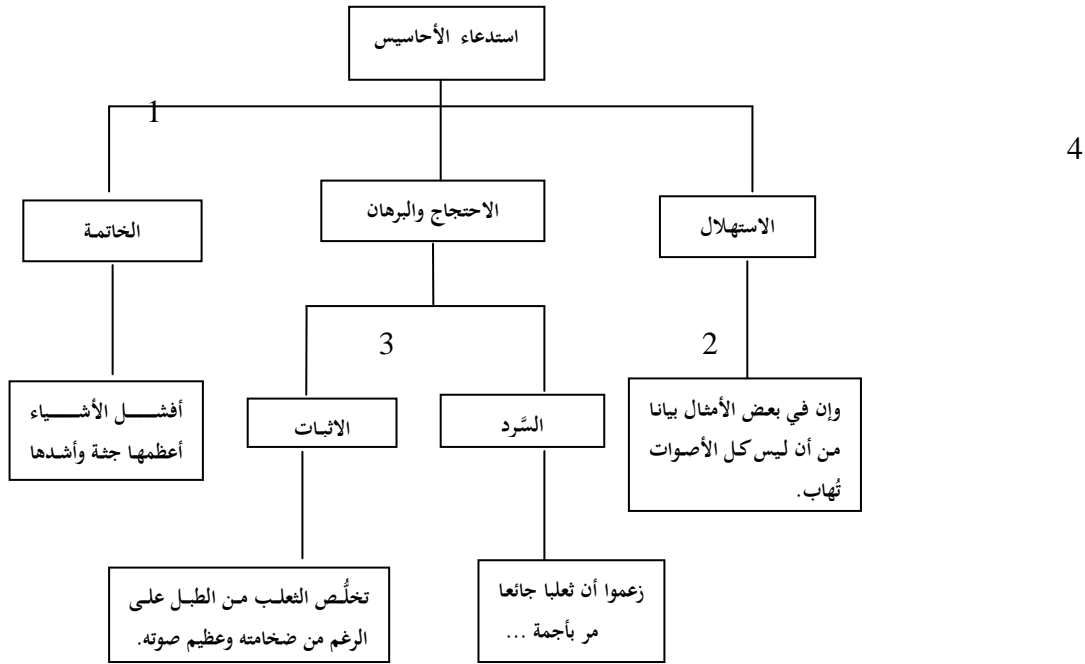 استدعاء الأحاسيس
1
4
الاستهلال
الاحتجاج والبرهان
الخاتمة
2
3
وإن في بعض الأمثال بيانا
من أن ليس كل الأصوات
تُهاب.
السَّرد
الاثبات
أفشل الأشياء
أعظمها جثة وأشدها
زعموا أن ثعلبا جائعا
مر بأجمة ...
تخلُّص الثعلب من الطبل على
الرغم من ضخامته وعظيم صوته.